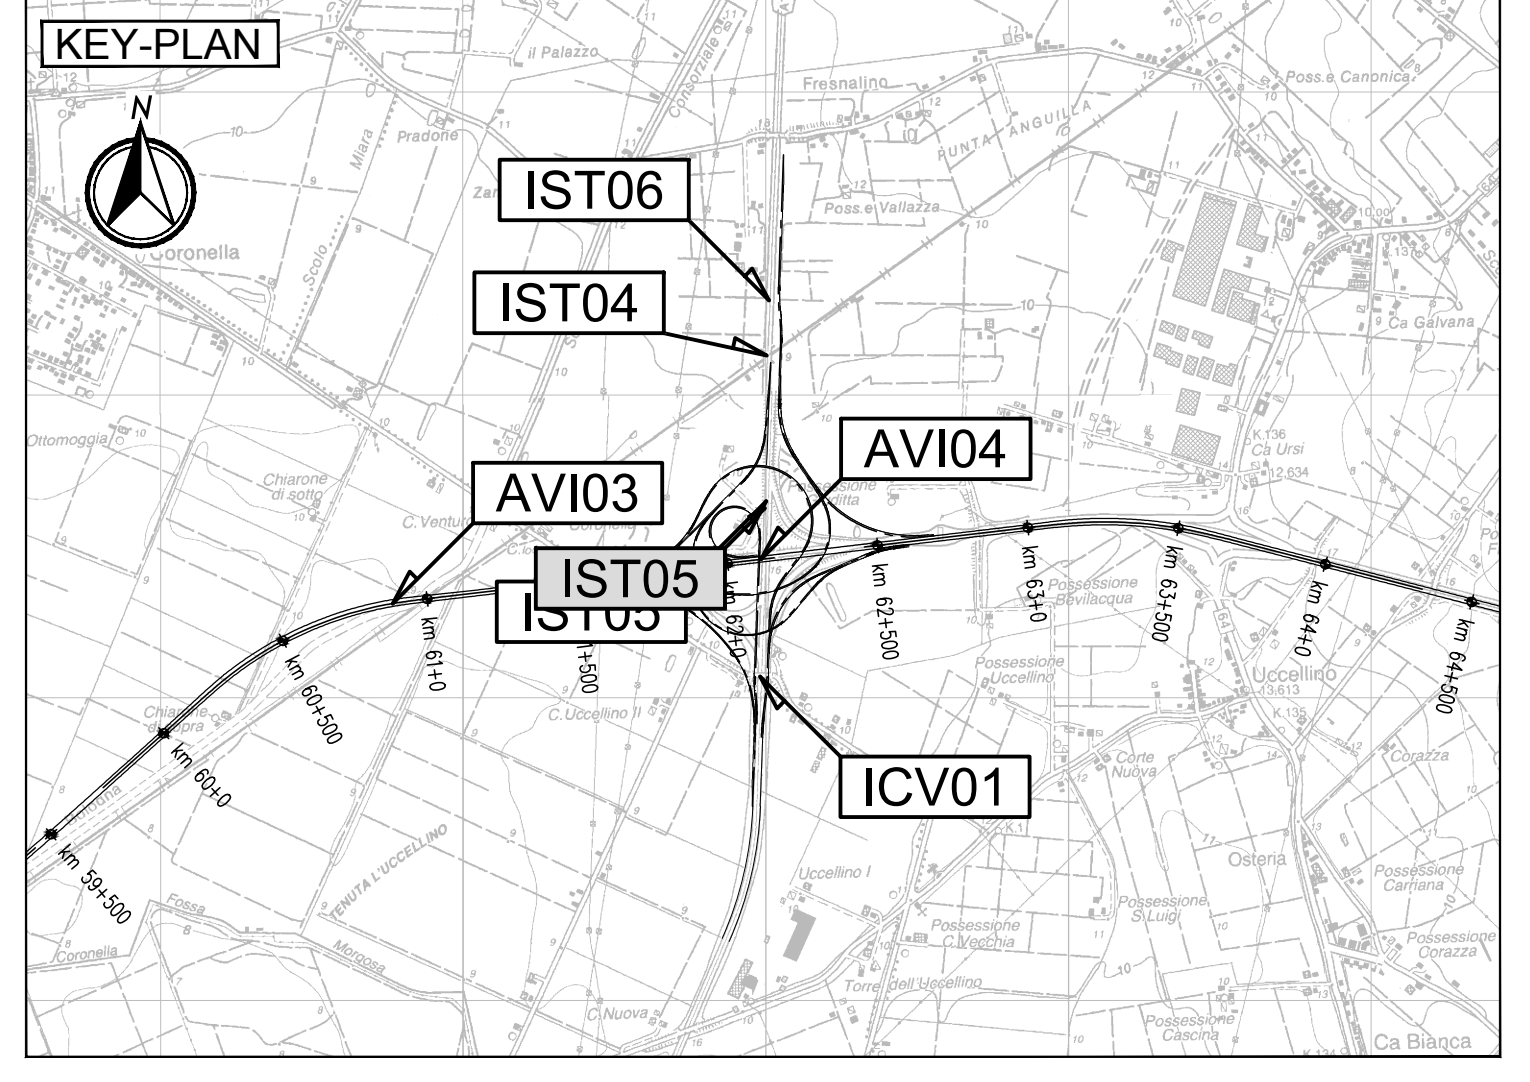 KEY-PLAN
N
il Palazzo
Consorziale
Fresnalino
Poss.e Canonica
Miara
Pradone
PUNTA ANGUILLA
IST06
Poss.e Vallazza
Coronella
Scolo
IST04
Ca Galvana
Ottomoggia
AVI04
K.136
Ca Ursi
12,634
Chiarone
di sotto
AVI03
Possessione
IST05
IST05
Possessione
Bevilacqua
km 59+500
km 60+0
km 60+500
km 61+0
km 62+0
km 62+500
km 63+0
km 63+500
km 64+0
km 64+500
Possessione
Uccellino
Uccellino
13,613
K.135
C.Uccellino II
Chiarone
ICV01
Corte
Nuova
Corazza
TENUTA L'UCCELLINO
Uccellino I
Osteria
Possessione
Carriana
Possessione
S.Luigi
Fossa
Morgosa
Coronella
Possessione
C.Vecchia
Possessione
Corazza
Torre dell'Uccellino
C.Nuova
Possessione
Cascina
K.134
Ca Bianca